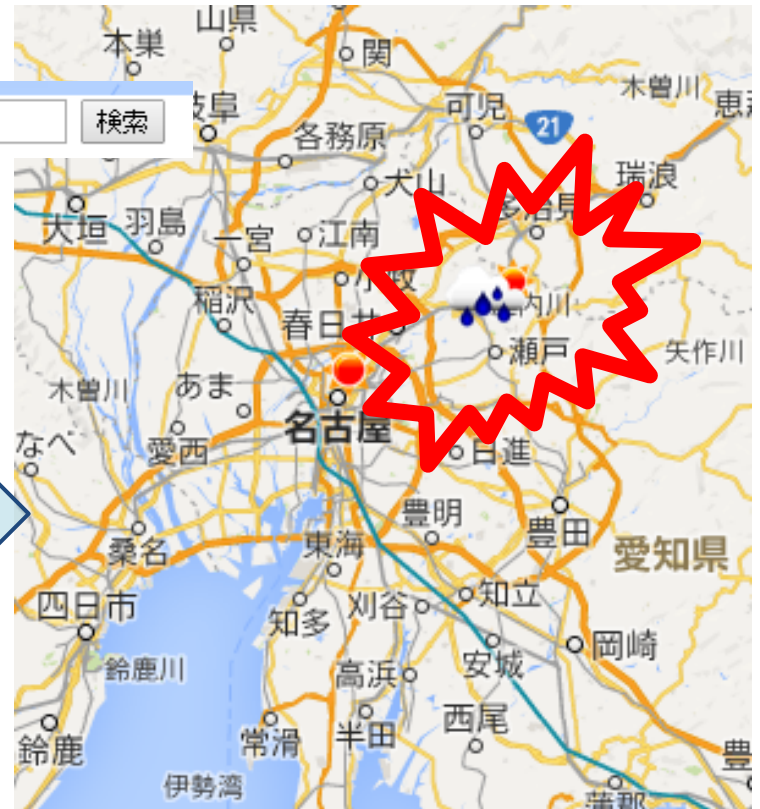 山県
本巣
関
木曽川
恵
検索
岐阜
可児
21
各務原
犬山
瑞浪
多治見
大垣
羽島
一宮
江南
小牧
稲沢
内川
春日井
瀬戸
矢作川
木曽川
あま
名古屋
なべ
愛西
日進
豊明
豊田
桑名
東海
愛知県
四日市
知多
刈谷
知立
岡崎
鈴鹿川
高浜
安城
鈴鹿
常滑
半田
西尾
豊
伊勢湾
蒲郡